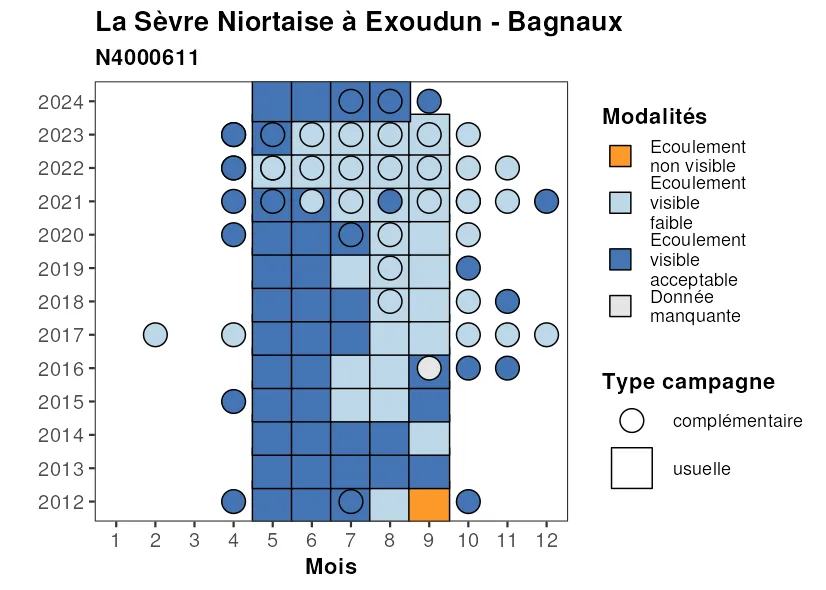 La Sèvre Niortaise à Exoudun - Bagnaux
N4000611
2024
2023
2022
2021
2020
2019
2018
2017
2016
2015
2014
2013
2012
1 2 3 4 5 6 7 8 9 10 11 12
Mois
Modalités
Ecoulement
non visible
Ecoulement
visible
faible
Ecoulement
visible
acceptable
Donnée
manquante
Type campagne
complémentaire
usuelle